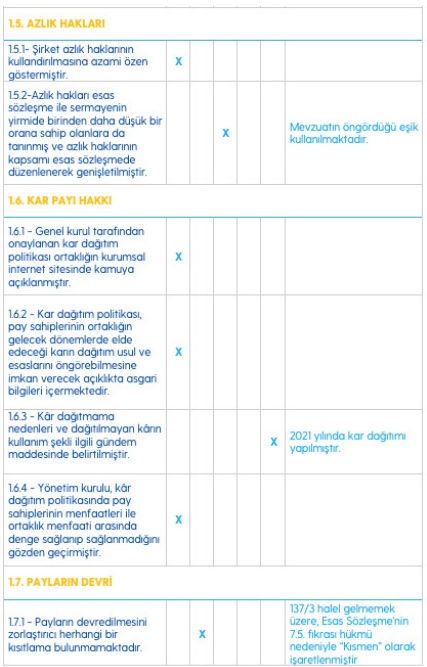 1.5. AZLIK HAKLARI
1.5.1- Şirket azlık haklarının
kullandırılmasına azami özen
göstermiştir.
X
1.5.2-Azlık hakları esas
sözleşme ile sermayenin
yirmide birinden daha düşük bir
orana sahip olanlara da
tanınmış ve azlık haklarının
kapsamı esas sözleşmede
düzenlenerek genişletilmiştir.
X
Mevzuatın öngördüğü eşik
kullanılmaktadır.
1.6. KAR PAYI HAKKI
1.6.1 - Genel kurul tarafından
onaylanan kar dağıtım
politikası ortaklığın kurumsal
internet sitesinde kamuya
açıklanmıştır.
X
1.6.2 - Kar dağıtım politikası,
pay sahiplerinin ortaklığın
gelecek dönemlerde elde
edeceği karın dağıtım usul ve
esaslarını öngörebilmesine
imkan verecek açıklıkta asgari
bilgileri içermektedir.
X
1.6.3 - Kâr dağıtmama
nedenleri ve dağıtılmayan kârın
kullanım şekli ilgili gündem
maddesinde belirtilmiştir.
X
2021 yılında kar dağıtımı
yapılmıştır.
1.6.4 - Yönetim kurulu, kâr
dağıtım politikasında pay
sahiplerinin menfaatleri ile
ortaklık menfaati arasında
denge sağlanıp sağlanmadığını
gözden geçirmiştir.
X
1.7. PAYLARIN DEVRİ
1.7.1 - Payların devredilmesini
zorlaştırıcı herhangi bir
kısıtlama bulunmamaktadır.
X
137/3 halel gelmemek
üzere, Esas Sözleşme'nin
7.5. fıkrası hükmü
nedeniyle "Kısmen" olarak
işaretlenmiştir